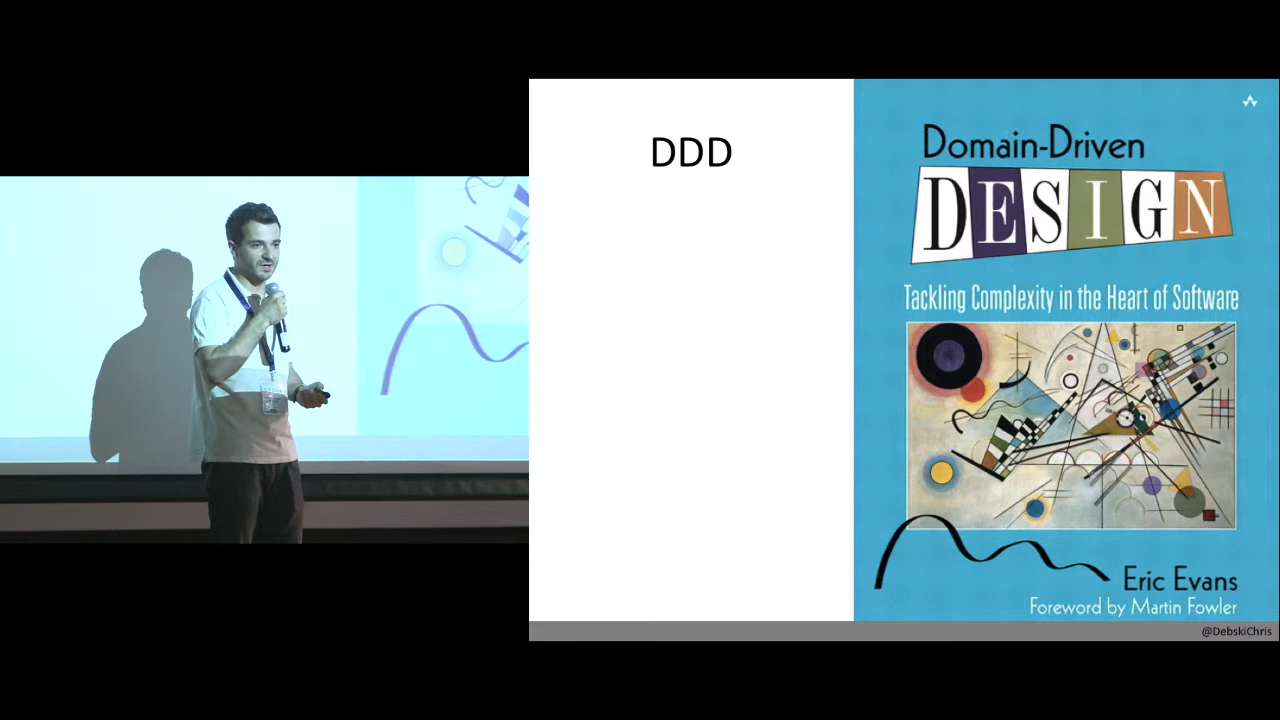 DDD
Domain-Driven
DESIGN
Tackling Complexity in the Heart of Software
Eric Evans
Foreword by Martin Fowler
@DebskiChris